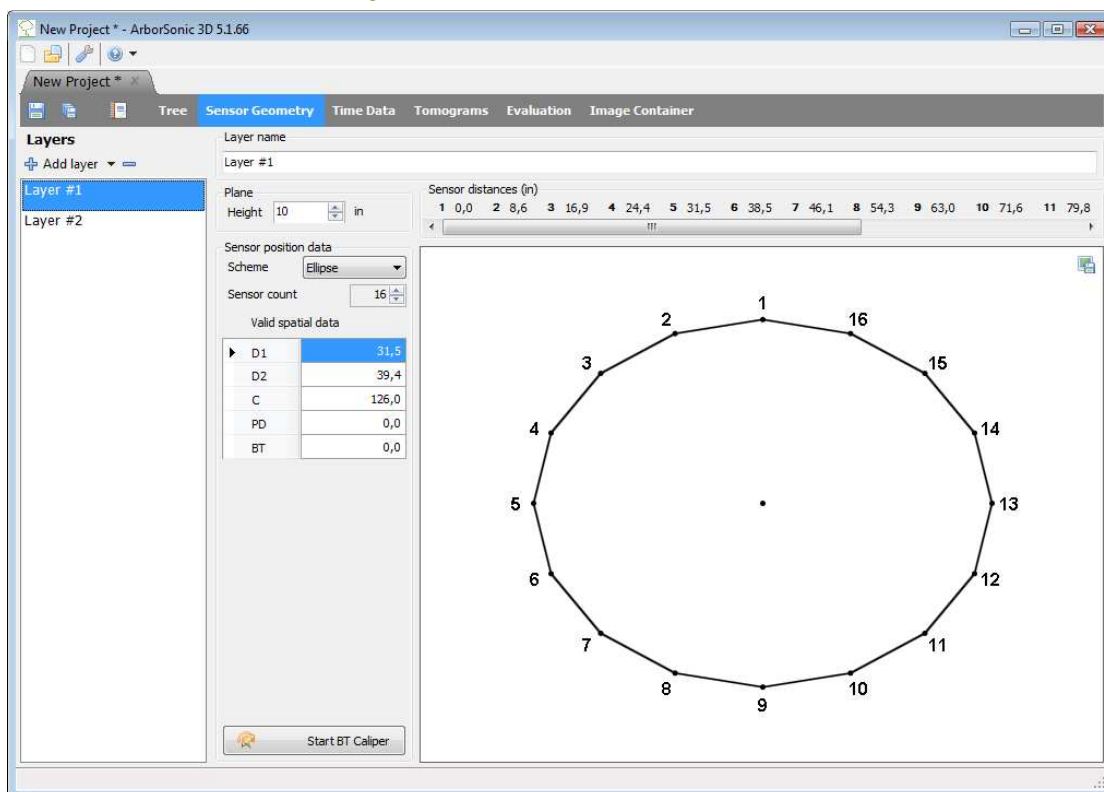 New Project * - ArborSonic 3D 5.1.66
New Project *
Tree Sensor Geometry Time Data Tomograms Evaluation Image Container
Layers
Add layer
Layer #1
Layer #2
Layer name
Layer #1
Plane
Height 10 in
Sensor distances (in)
1 0,0 2 8,6 3 16,9 4 24,4 5 31,5 6 38,5 7 46,1 8 54,3 9 63,0 10 71,6 11 79,8
Sensor position data
Scheme Ellipse
Sensor count 16
Valid spatial data
D1 31,5
D2 39,4
C 126,0
PD 0,0
BT 0,0
Start BT Caliper
1
2 16
3 15
4 14
5 13
6 12
7 11
8 10
9